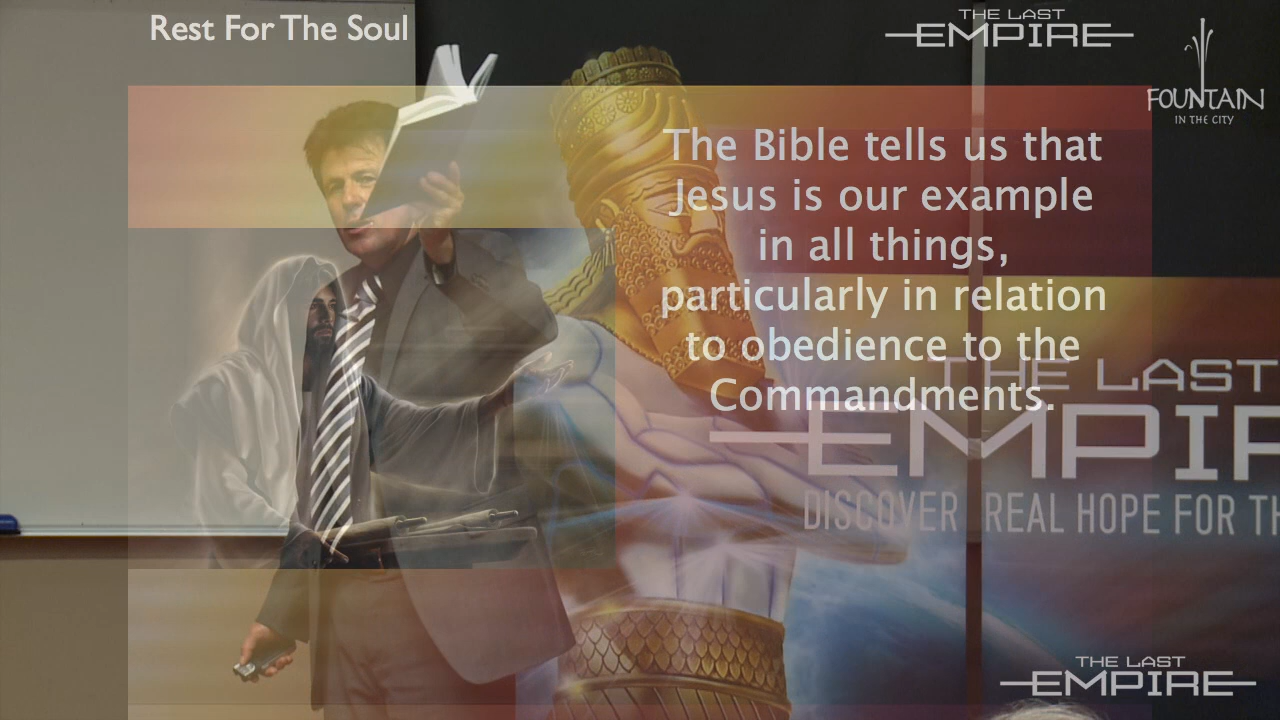 Rest For The Soul
THE LAST
EMPIRE
FOUNTAIN
IN THE CITY
The Bible tells us that
Jesus is our example
in all things,
particularly in relation
to obedience to the
Commandments.
THE LAST
DISCOVER REAL HOPE FOR
THE LAST
EMPIRE